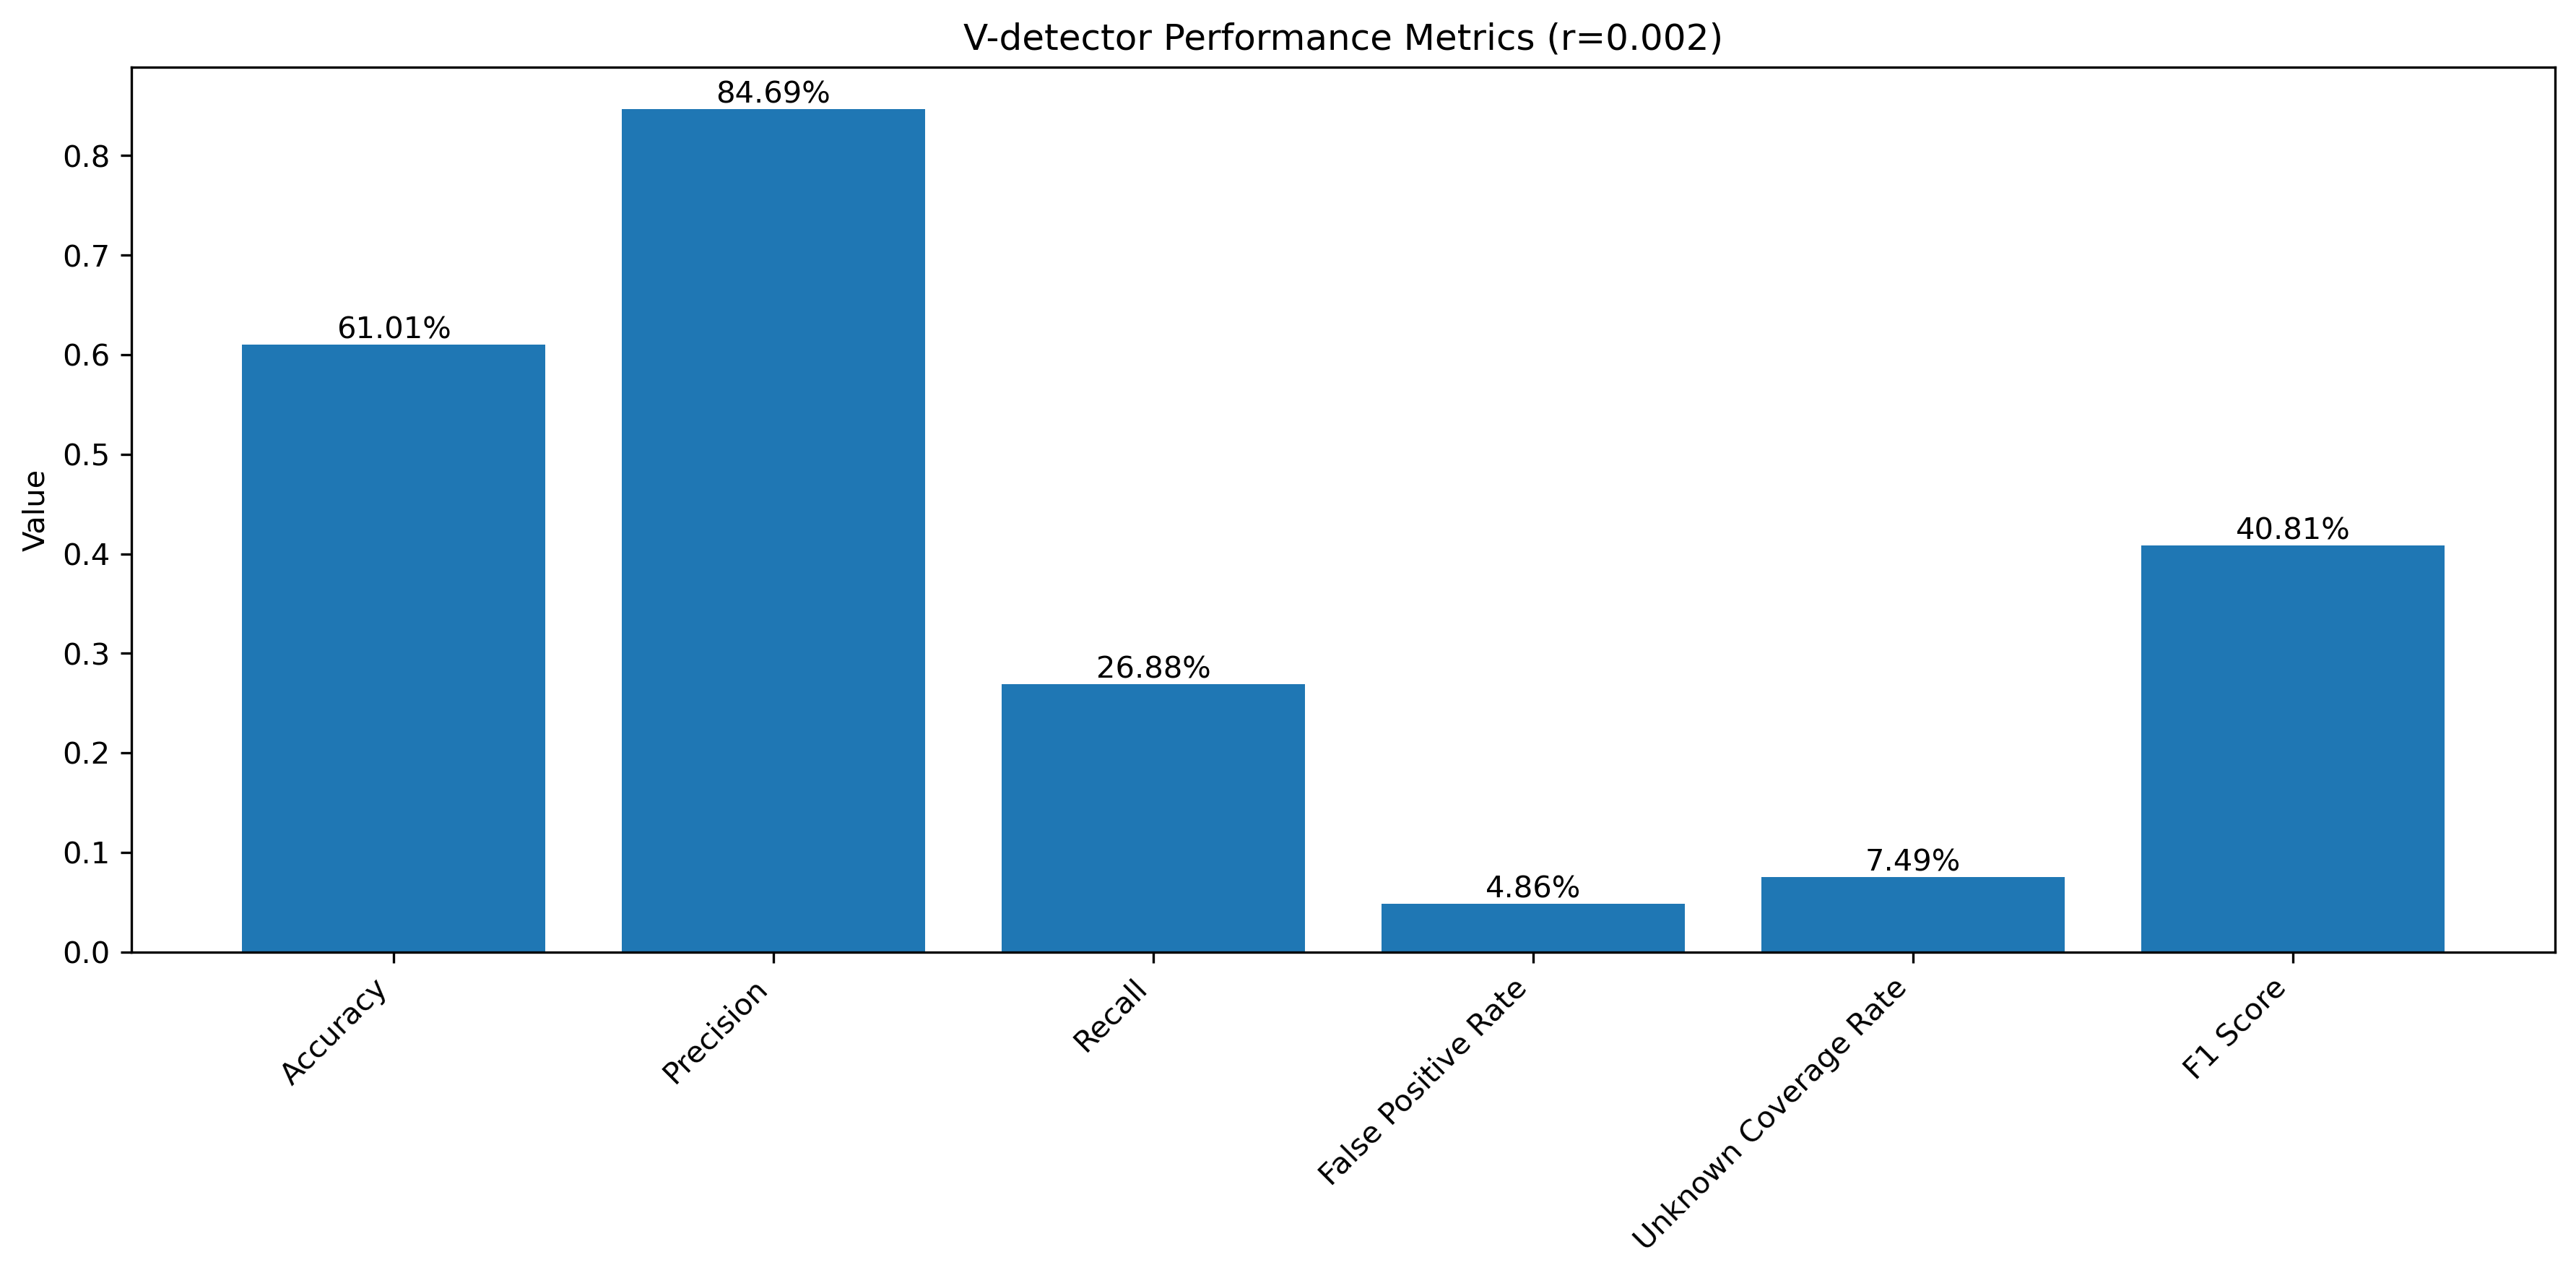 V-detector Performance Metrics (r=0.002)
Value
0.8
0.7
0.6
0.5
0.4
0.3
0.2
0.1
0.0
61.01%
84.69%
26.88%
4.86%
7.49%
40.81%
Accuracy
Precision
Recall
False Positive Rate
Unknown Coverage Rate
F1 Score